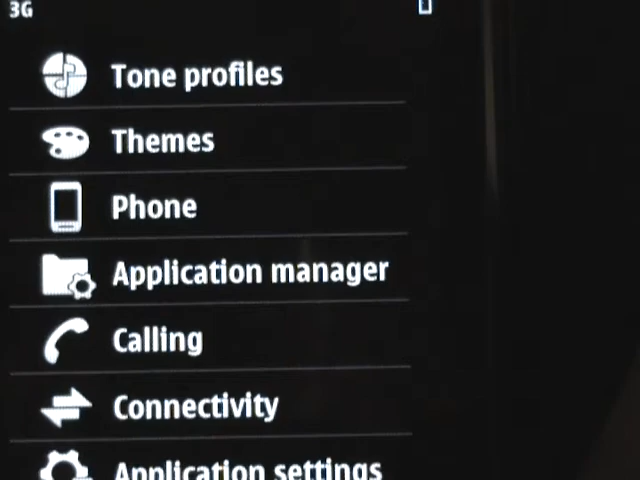 3G
Tone profiles
Themes
Phone
Application manager
Calling
Connectivity
Application settings